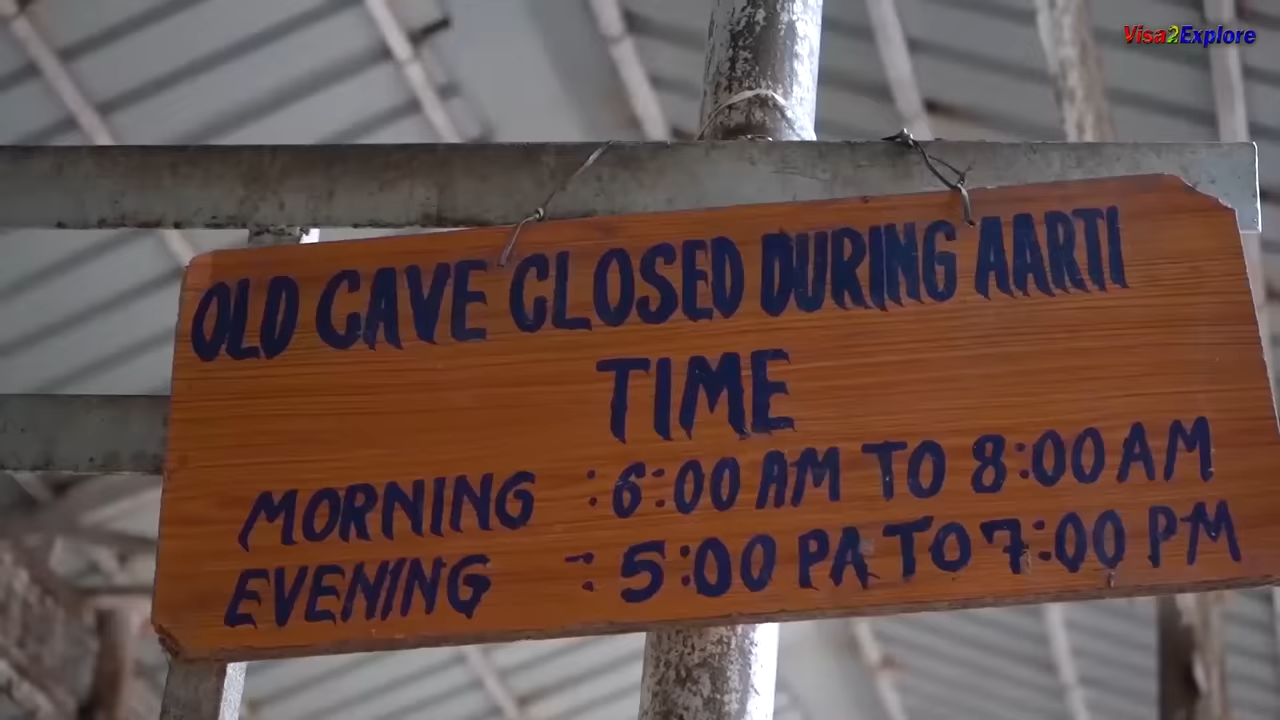 Visa2Explore
OLD CAVE CLOSED DURING AARTI
TIME
MORNING : 6:00 AM TO 8:00 AM
EVENING : 5:00 PA TO 7:00 PM